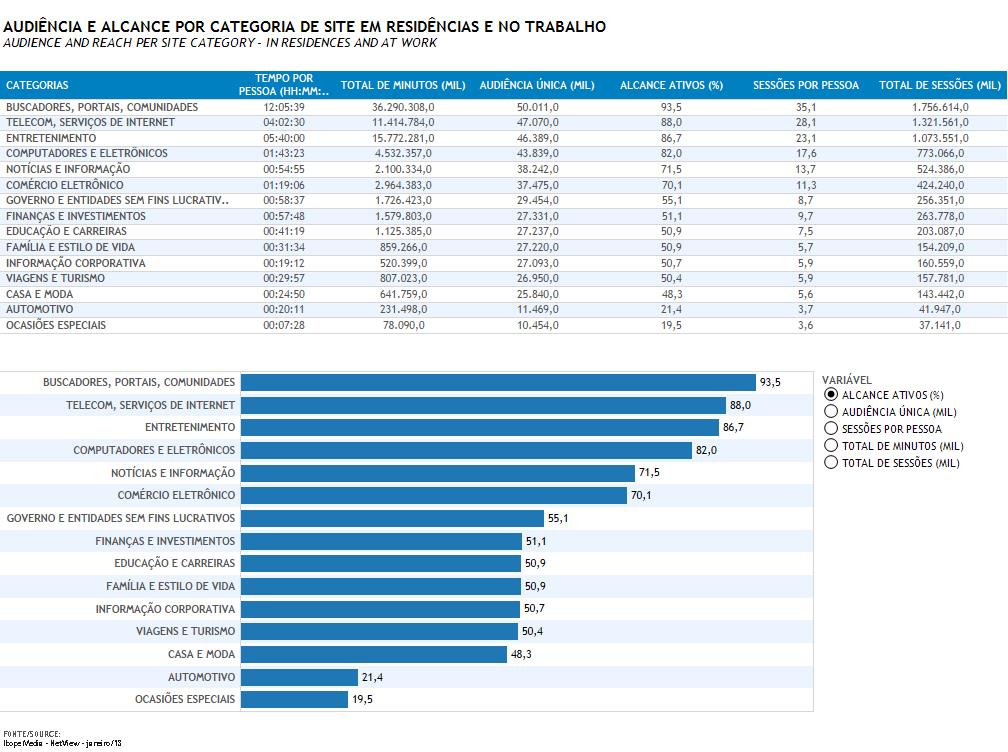 AUDIÊNCIA E ALCANCE POR CATEGORIA DE SITE EM RESIDÊNCIAS E NO TRABALHO
AUDIENCE AND REACH PER SITE CATEGORY - IN RESIDENCES AND AT WORK
CATEGORIAS TEMPO POR PESSOA (HH:MM:.. TOTAL DE MINUTOS (MIL) AUDIÊNCIA ÚNICA (MIL) ALCANCE ATIVOS (%) SESSÕES POR PESSOA TOTAL DE SESSÕES (MIL)
BUSCADORES, PORTAIS, COMUNIDADES 12:05:39 36.290.308,0 50.011,0 93,5 35,1 1.756.614,0
TELECOM, SERVIÇOS DE INTERNET 04:02:30 11.414.784,0 47.070,0 88,0 28,1 1.321.561,0
ENTRETENIMENTO 05:40:00 15.772.281,0 46.389,0 86,7 23,1 1.073.551,0
COMPUTADORES E ELETRÔNICOS 01:43:23 4.532.357,0 43.839,0 82,0 17,6 773.066,0
NOTÍCIAS E INFORMAÇÃO 00:54:55 2.100.334,0 38.242,0 71,5 13,7 524.386,0
COMÉRCIO ELETRÔNICO 01:19:06 2.964.383,0 37.475,0 70,1 11,3 424.240,0
GOVERNO E ENTIDADES SEM FINS LUCRATIV.. 00:58:37 1.726.423,0 29.454,0 55,1 8,7 256.351,0
FINANÇAS E INVESTIMENTOS 00:57:48 1.579.803,0 27.331,0 51,1 9,7 263.778,0
EDUCAÇÃO E CARREIRAS 00:41:19 1.125.385,0 27.237,0 50,9 7,5 203.087,0
FAMÍLIA E ESTILO DE VIDA 00:31:34 859.266,0 27.220,0 50,9 5,7 154.209,0
INFORMAÇÃO CORPORATIVA 00:19:12 520.399,0 27.093,0 50,7 5,9 160.559,0
VIAGENS E TURISMO 00:29:57 807.023,0 26.950,0 50,4 5,9 157.781,0
CASA E MODA 00:24:50 641.759,0 25.840,0 48,3 5,6 143.442,0
AUTOMOTIVO 00:20:11 231.498,0 11.469,0 21,4 3,7 41.947,0
OCASIÕES ESPECIAIS 00:07:28 78.090,0 10.454,0 19,5 3,6 37.141,0
BUSCADORES, PORTAIS, COMUNIDADES 93,5
TELECOM, SERVIÇOS DE INTERNET 88,0
ENTRETENIMENTO 86,7
COMPUTADORES E ELETRÔNICOS 82,0
NOTÍCIAS E INFORMAÇÃO 71,5
COMÉRCIO ELETRÔNICO 70,1
GOVERNO E ENTIDADES SEM FINS LUCRATIVOS 55,1
FINANÇAS E INVESTIMENTOS 51,1
EDUCAÇÃO E CARREIRAS 50,9
FAMÍLIA E ESTILO DE VIDA 50,9
INFORMAÇÃO CORPORATIVA 50,7
VIAGENS E TURISMO 50,4
CASA E MODA 48,3
AUTOMOTIVO 21,4
OCASIÕES ESPECIAIS 19,5
VARIÁVEL
ALCANCE ATIVOS (%)
AUDIÊNCIA ÚNICA (MIL)
SESSÕES POR PESSOA
TOTAL DE MINUTOS (MIL)
TOTAL DE SESSÕES (MIL)
FONTE/SOURCE:
Ibope Media - NetView - janeiro/13